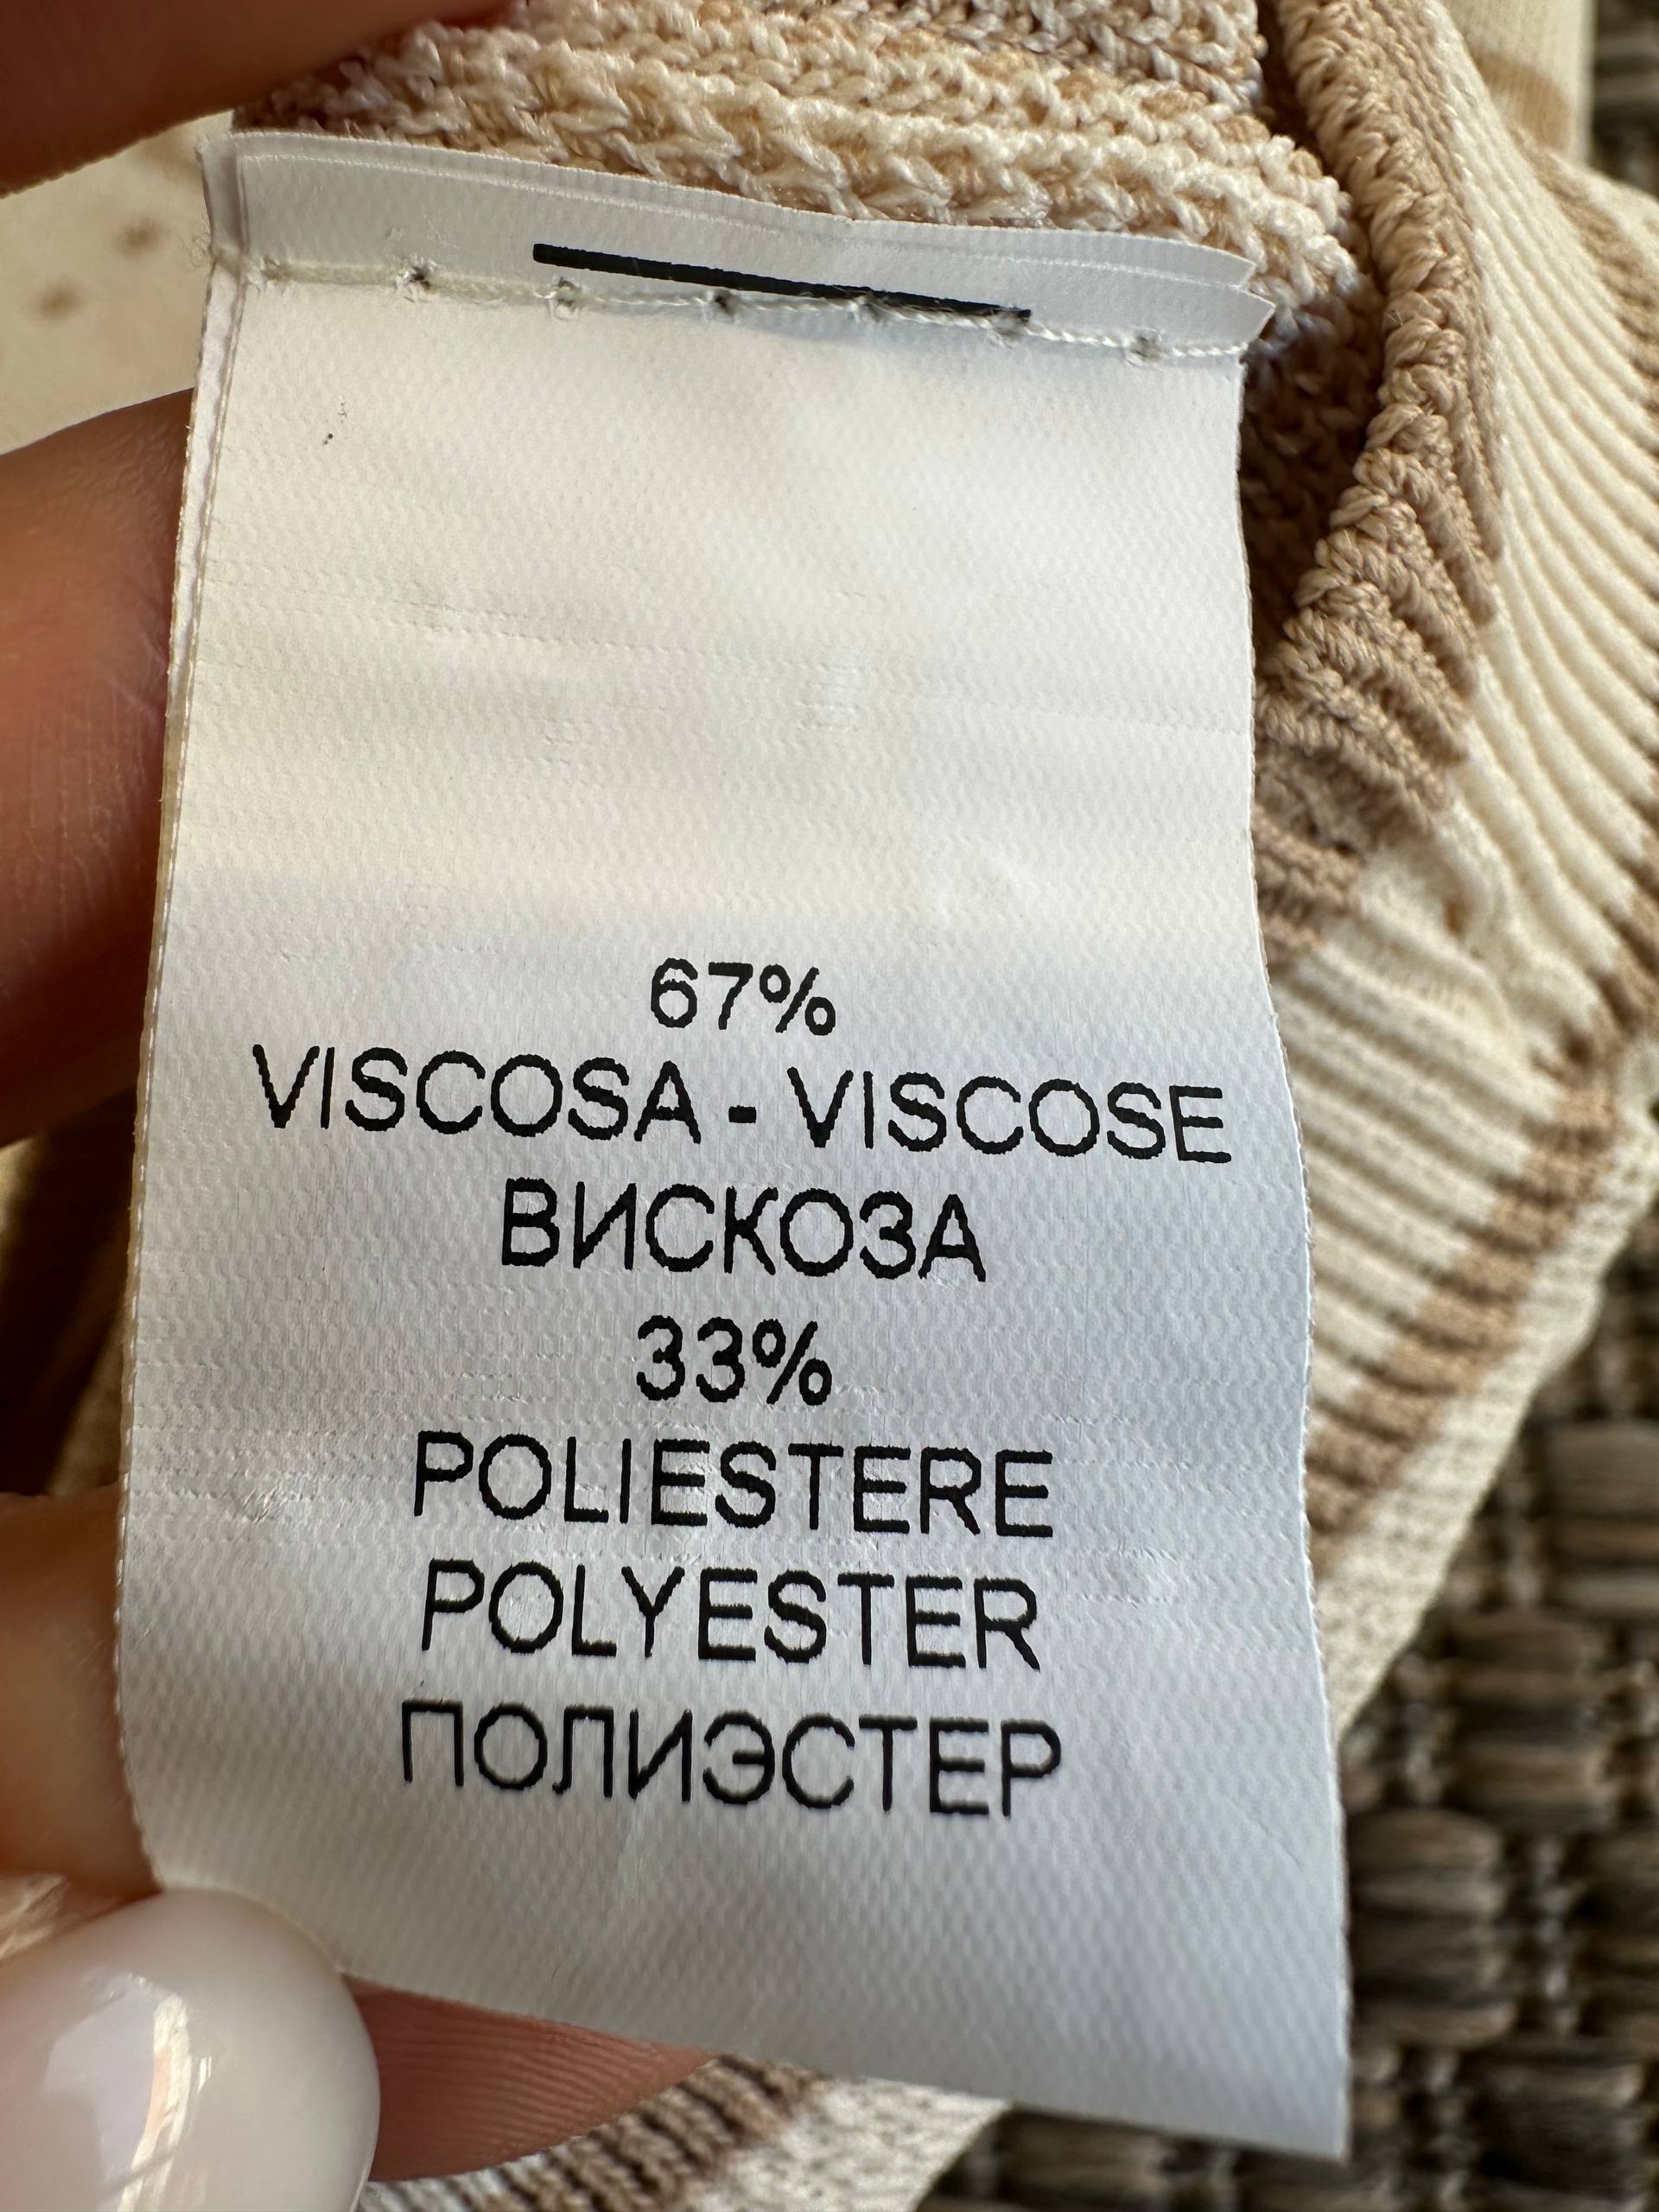 67%
VISCOSA - VISCOSE
ВИСКОЗА
33%
POLIESTERE
POLYESTER
ПОЛИЭСТЕР